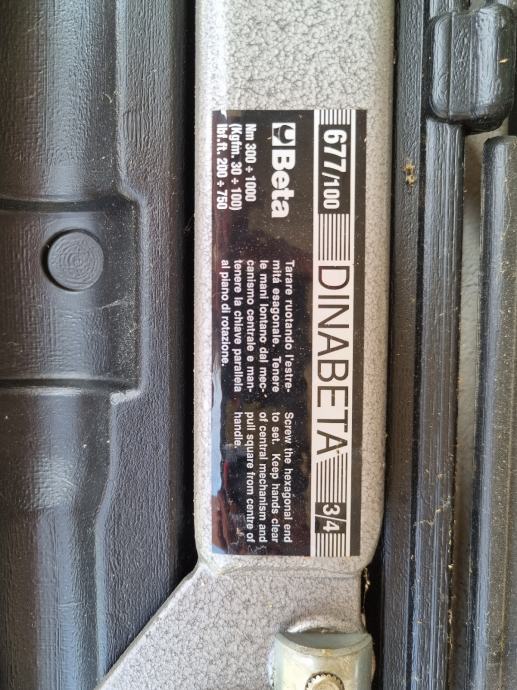 677/100 DINABETA 3/4
Beta
Nm 300 ÷ 1000
(Kgfm. 30 ÷ 100)
lbf.ft. 200 ÷ 750
Tarare ruotando l'estre-
mitá esagonale. Tenere
le mani lontano dal mec-
canismo centrale e man-
tenere la chiave parallela
al piano di rotazione.
Screw the hexagonal end
to set. Keep hands clear
of central mechanism and
pull square from centre of
handle.